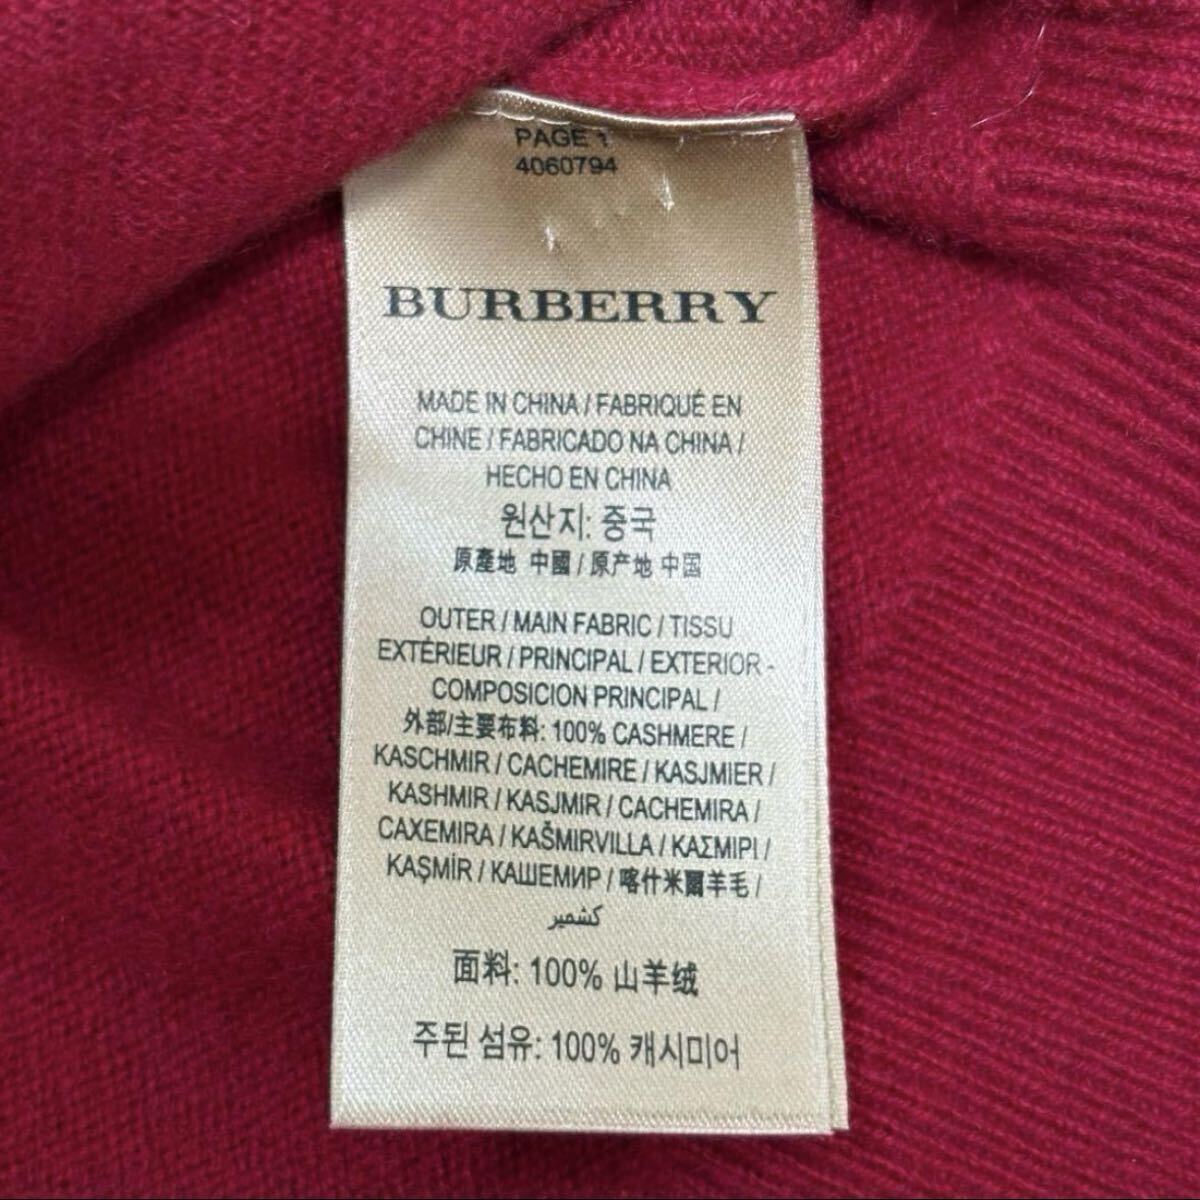 PAGE 1
4060794
BURBERRY
MADE IN CHINA / FABRIQUÉ EN
CHINE / FABRICADO NA CHINA /
HECHO EN CHINA
원산지: 중국
原產地 中國 / 原产地 中国
OUTER / MAIN FABRIC / TISSU
EXTÉRIEUR / PRINCIPAL / EXTERIOR -
COMPOSICION PRINCIPAL /
外部/主要布料: 100% CASHMERE /
KASCHMIR / CACHEMIRE / KASJMIER /
KASHMIR / KASJMIR / CACHEMIRA /
CAXEMIRA / KAŠMIRVILLA / ΚΑΣΜΙΡΙ /
KAŞMİR / КАШЕМИР / 喀什米爾羊毛 /
كشمير
面料: 100% 山羊绒
주된 섬유: 100% 캐시미어